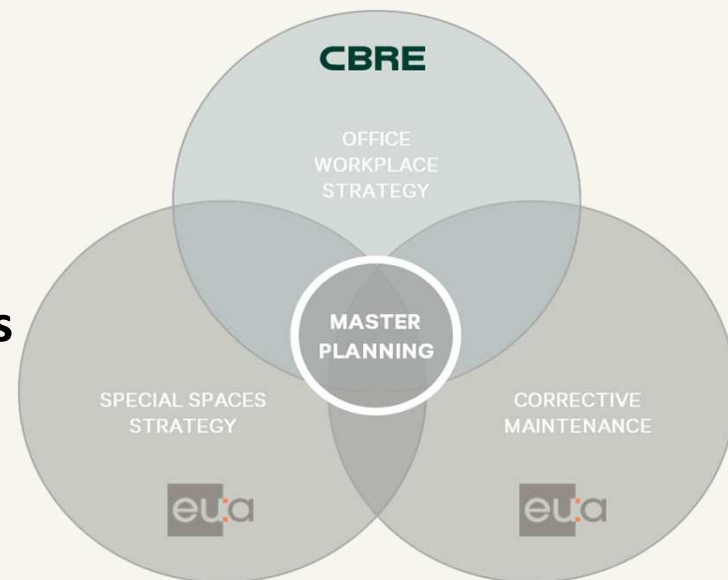 CBRE
OFFICE
WORKPLACE
STRATEGY
S
MASTER
PLANNING
SPECIAL SPACES
STRATEGY
eu:a
CORRECTIVE
MAINTENANCE
eu:a